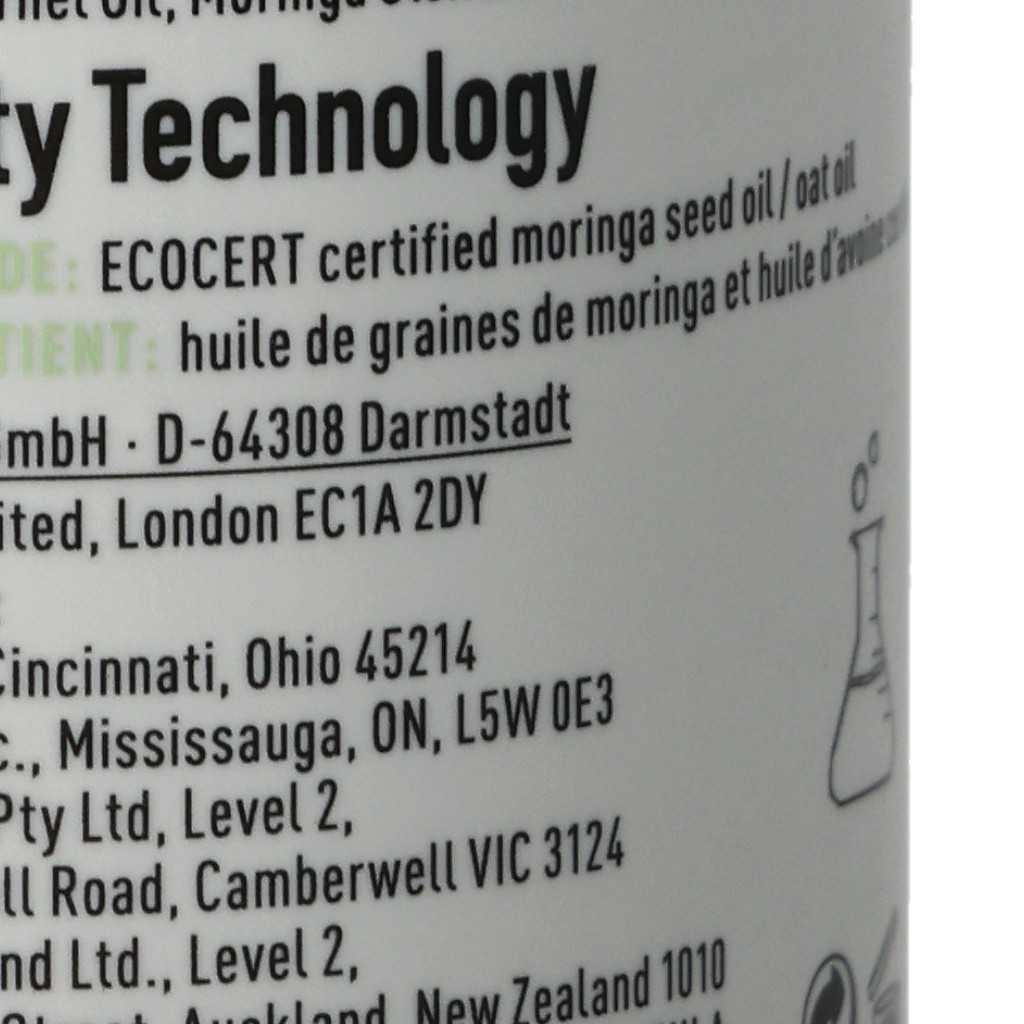 ty Technology
DE: ECOCERT certified moringa seed oil / oat oil
TIENT: huile de graines de moringa et huile d'avoine
mbH · D-64308 Darmstadt
ited, London EC1A 2DY
Cincinnati, Ohio 45214
c., Mississauga, ON, L5W 0E3
Pty Ltd, Level 2,
ll Road, Camberwell VIC 3124
nd Ltd., Level 2,
Street, Auckland, New Zealand 1010